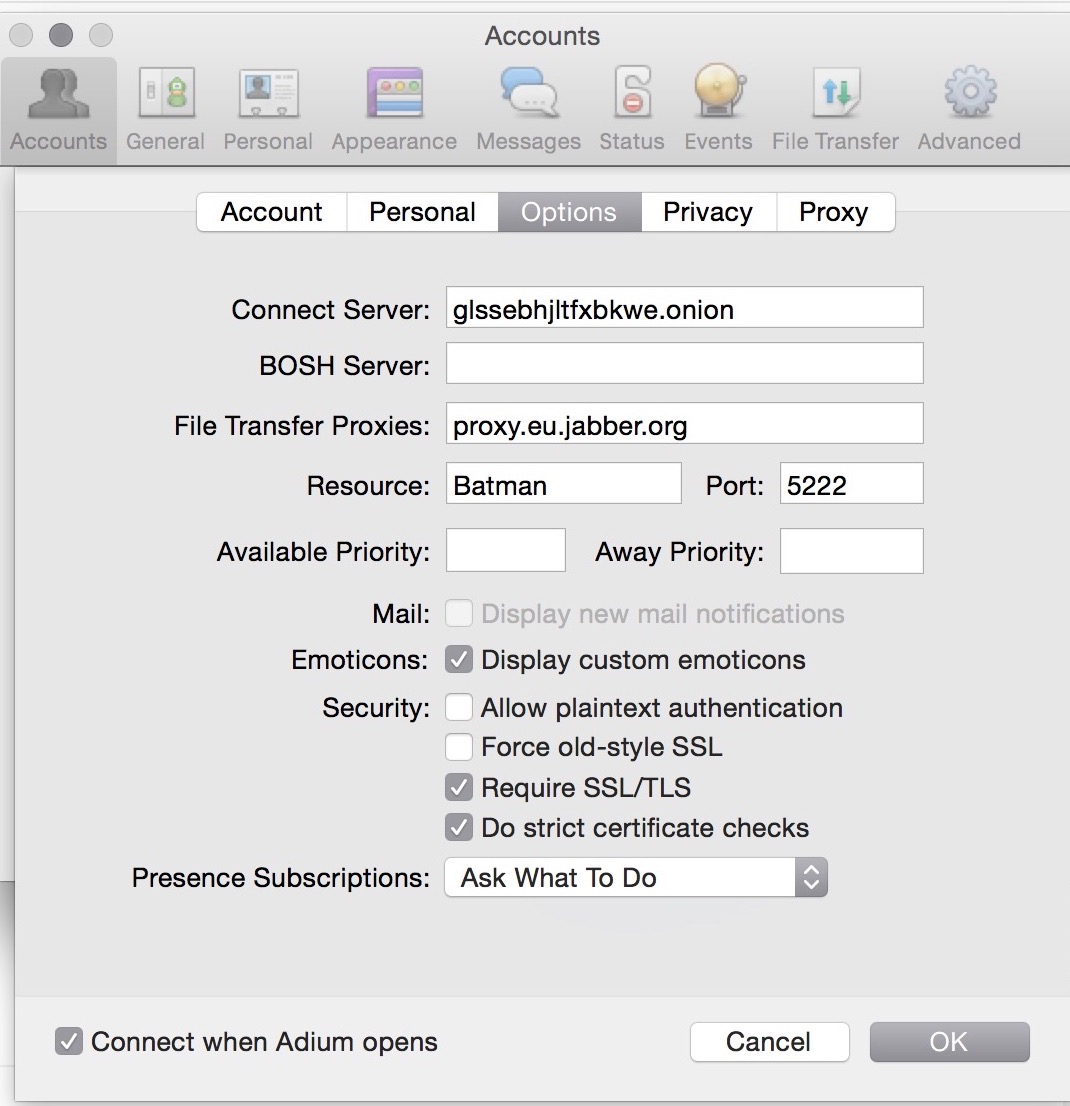 Accounts
Accounts General Personal Appearance Messages Status Events File Transfer Advanced
Account Personal Options Privacy Proxy
Connect Server: glssebhjltfxbkwe.onion
BOSH Server:
File Transfer Proxies: proxy.eu.jabber.org
Resource: Batman Port: 5222
Available Priority: Away Priority:
Mail: Display new mail notifications
Emoticons: Display custom emoticons
Security: Allow plaintext authentication
Force old-style SSL
Require SSL/TLS
Do strict certificate checks
Presence Subscriptions: Ask What To Do
Connect when Adium opens Cancel OK